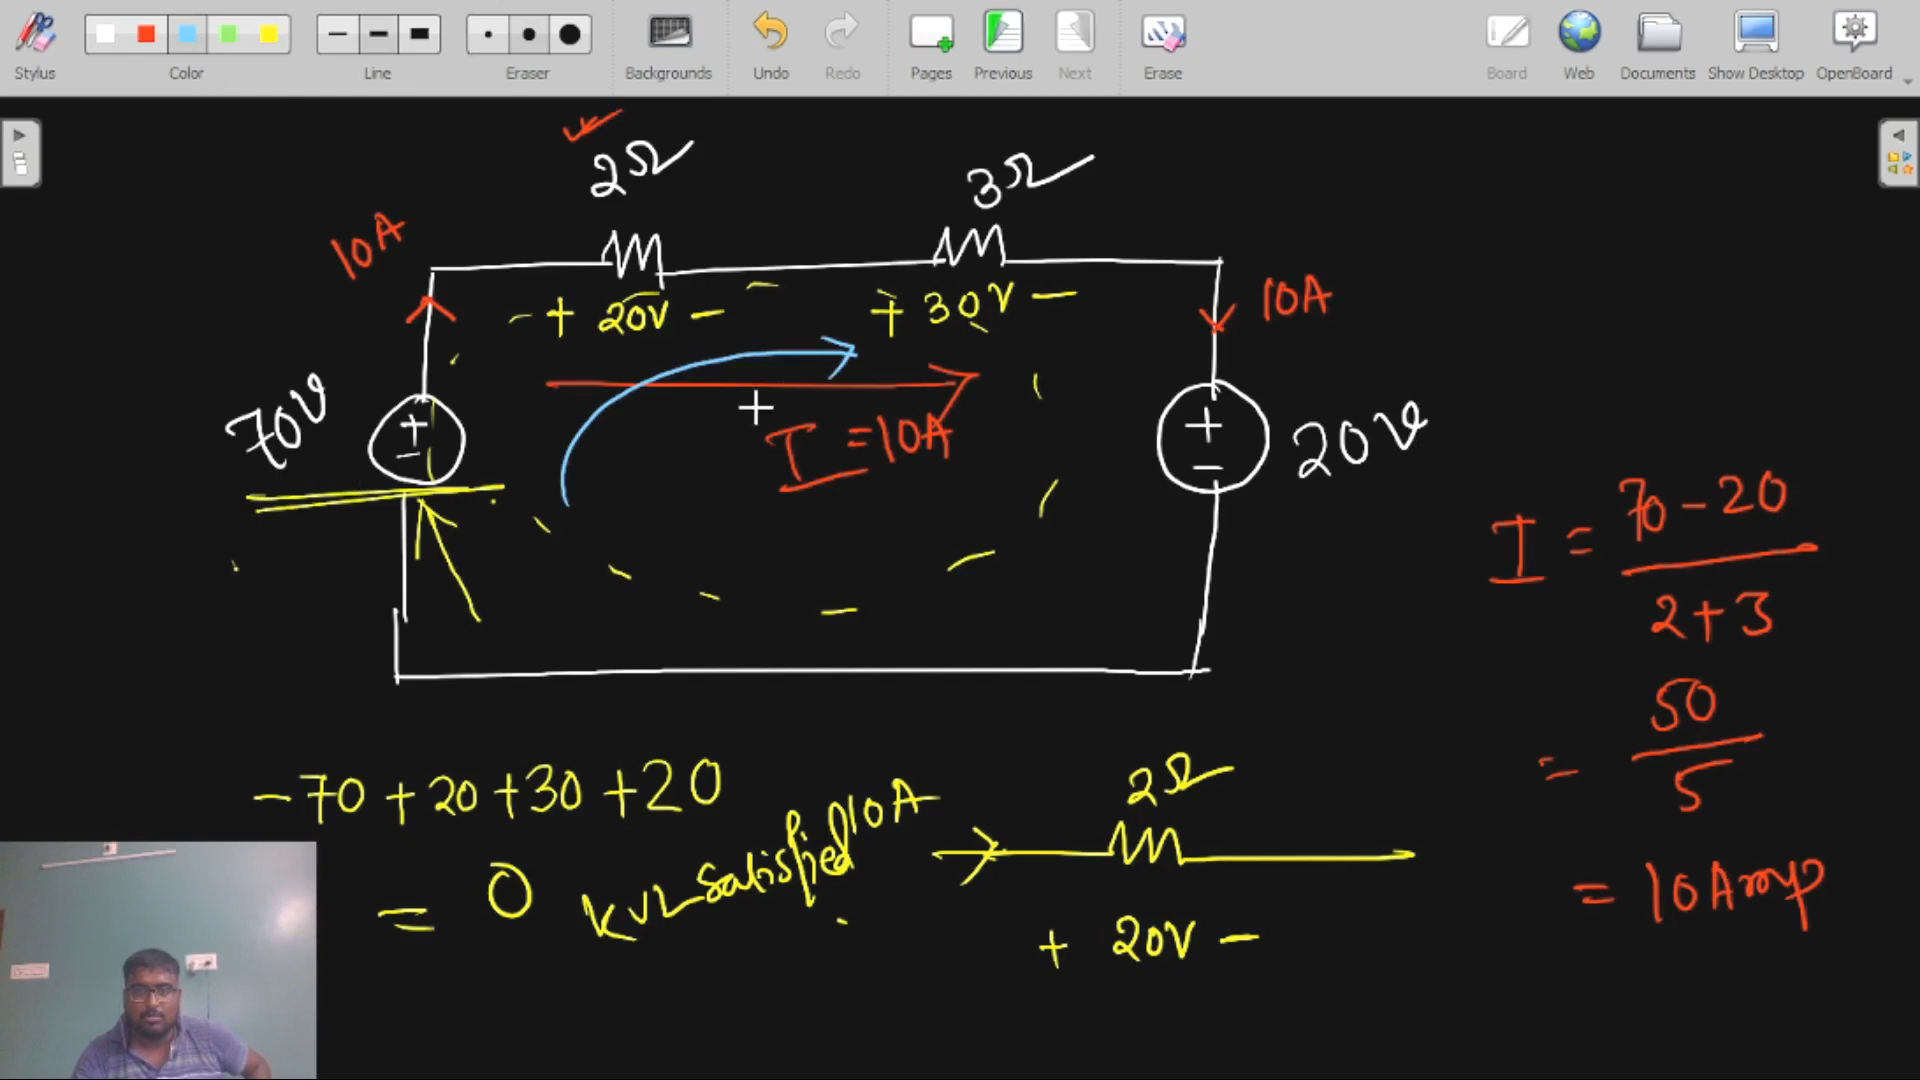 Stylus
Color
Line
Eraser
Backgrounds
Undo
Redo
Pages
Previous
Next
Erase
Board
Web
Documents
Show Desktop
OpenBoard
2Ω
3Ω
10A
- + 20V -
+ 30V -
10A
70V
+
-
I = 10A
+
-
20V
I = 70 - 20
2 + 3
= 50
5
= 10Amp
- 70 + 20 + 30 + 20
= 0
KVL satisfied
10A
2Ω
+ 20V -